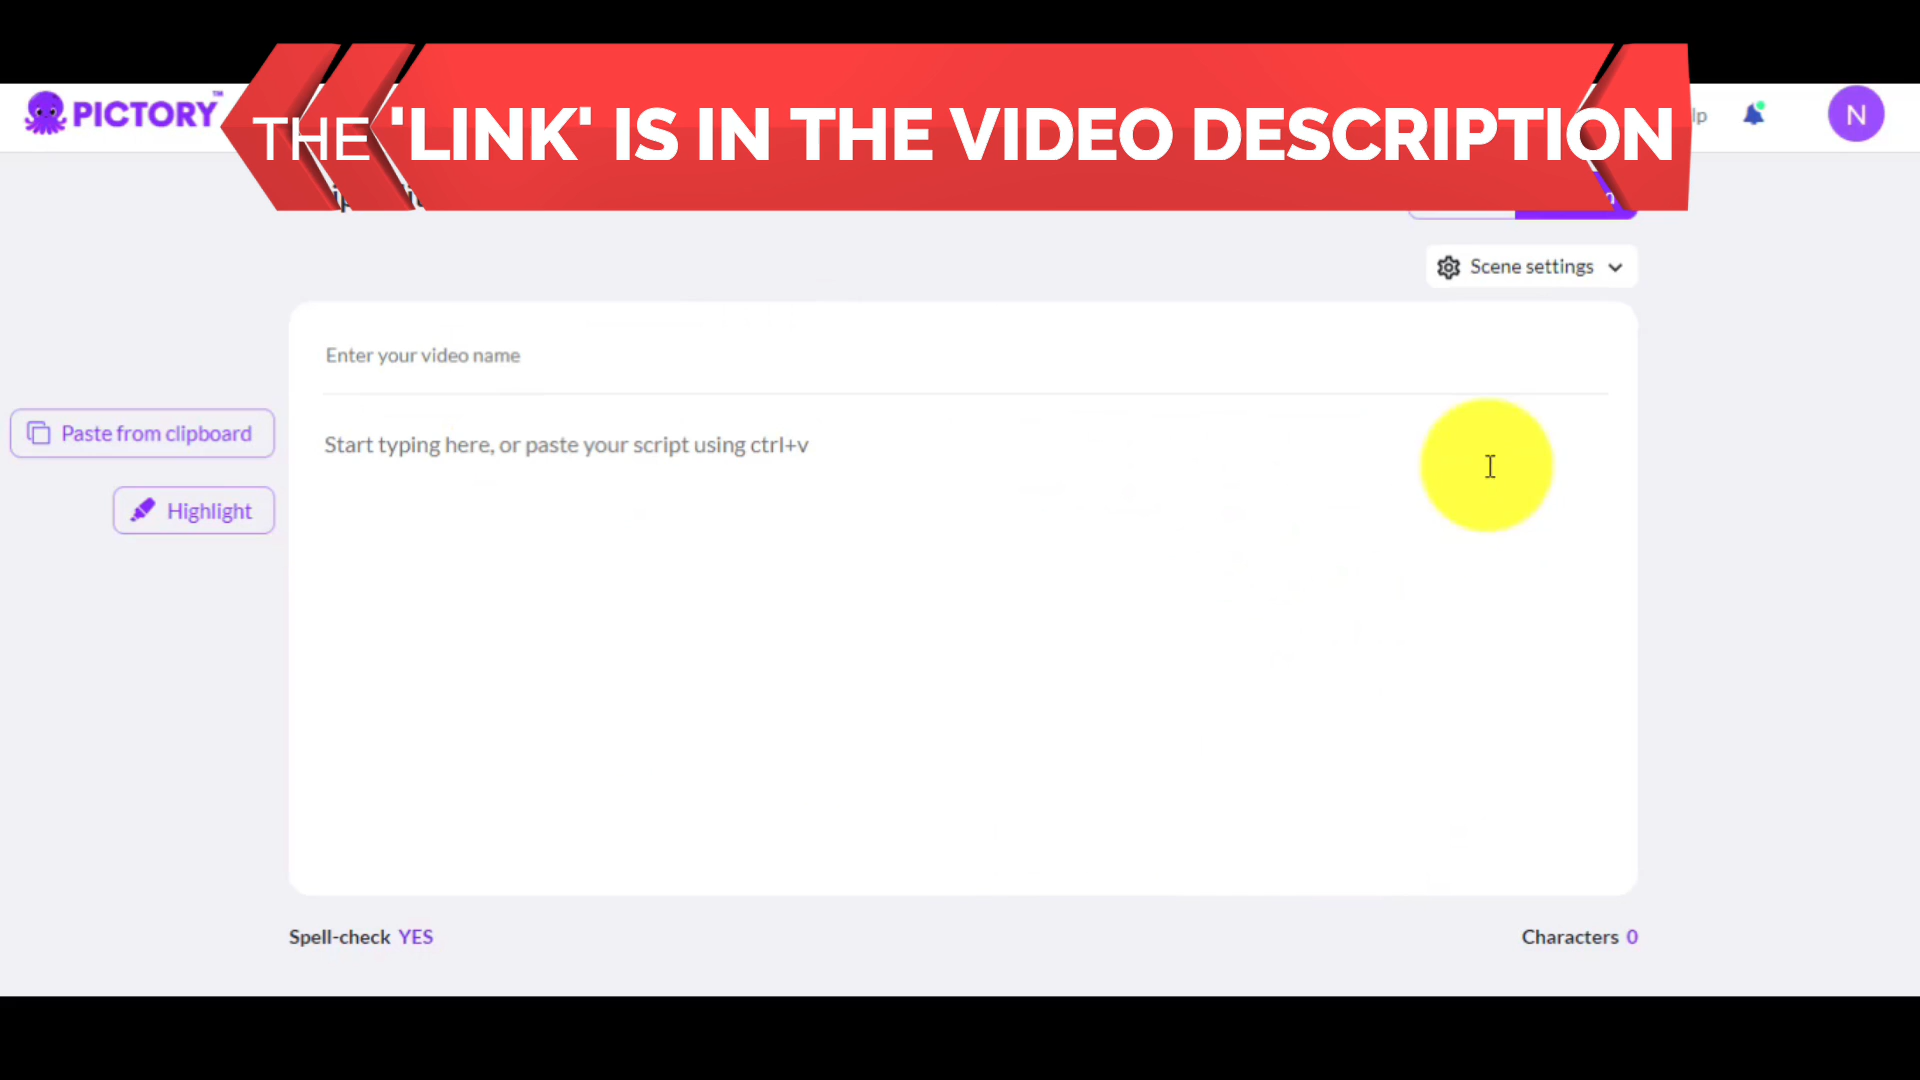 PICTORY™
THE 'LINK' IS IN THE VIDEO DESCRIPTION
N
Scene settings
Enter your video name
Start typing here, or paste your script using ctrl+v
Paste from clipboard
Highlight
Spell-check YES
Characters 0